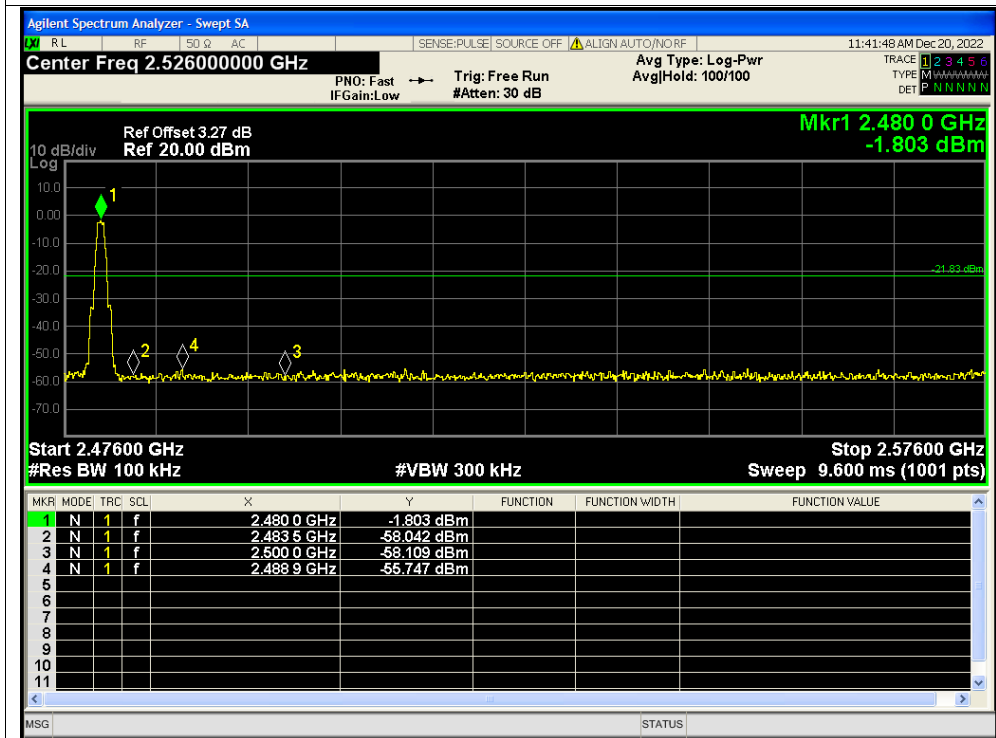 Agilent Spectrum Analyzer - Swept SA
LXI RL RF 50 Ω AC SENSE:PULSE SOURCE OFF ALIGN AUTO/NO RF 11:41:48 AM Dec 20, 2022
Center Freq 2.526000000 GHz
PNO: Fast
IFGain:Low
Trig: Free Run
#Atten: 30 dB
Avg Type: Log-Pwr
Avg|Hold: 100/100
TRACE 1 2 3 4 5 6
TYPE M WWWWW
DET P N N N N N
Mkr1 2.480 0 GHz
-1.803 dBm
Ref Offset 3.27 dB
10 dB/div Ref 20.00 dBm
Log
10.0
0.00
-10.0
-20.0
-30.0
-40.0
-50.0
-60.0
-70.0
1
2
4
3
-21.83 dBm
Start 2.47600 GHz Stop 2.57600 GHz
#Res BW 100 kHz #VBW 300 kHz Sweep 9.600 ms (1001 pts)
MKR MODE TRC SCL X Y FUNCTION FUNCTION WIDTH FUNCTION VALUE
1 N 1 f 2.480 0 GHz -1.803 dBm
2 N 1 f 2.483 5 GHz -58.042 dBm
3 N 1 f 2.500 0 GHz -58.109 dBm
4 N 1 f 2.488 9 GHz -55.747 dBm
5
6
7
8
9
10
11
MSG STATUS